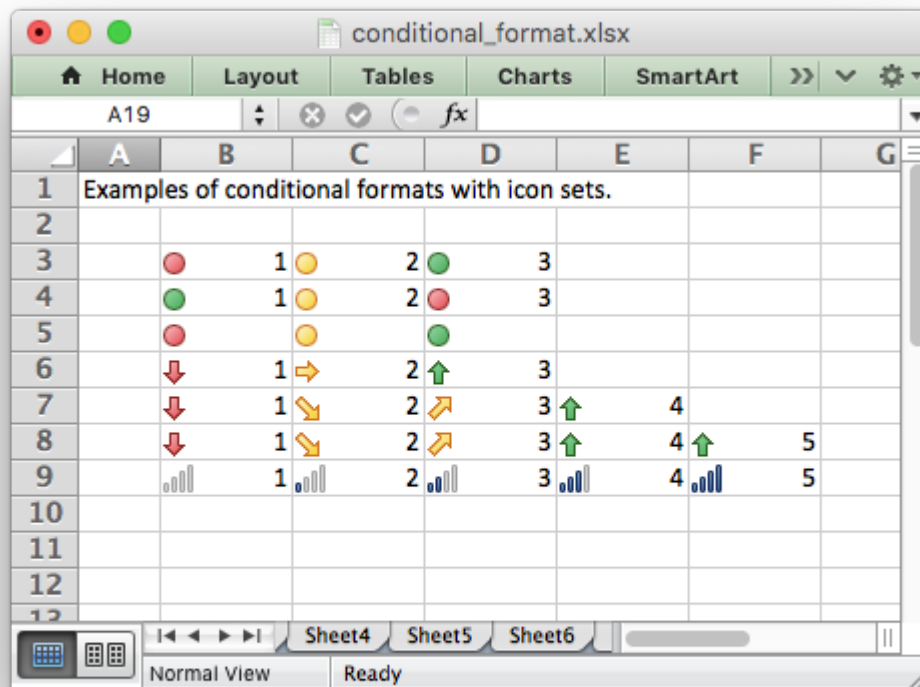 conditional_format.xlsx
Home Layout Tables Charts SmartArt
A19 fx
A B C D E F G
1 Examples of conditional formats with icon sets.
2
3 1 2 3
4 1 2 3
5
6 1 2 3
7 1 2 3 4
8 1 2 3 4 5
9 1 2 3 4 5
10
11
12
13
Sheet4 Sheet5 Sheet6
Normal View Ready